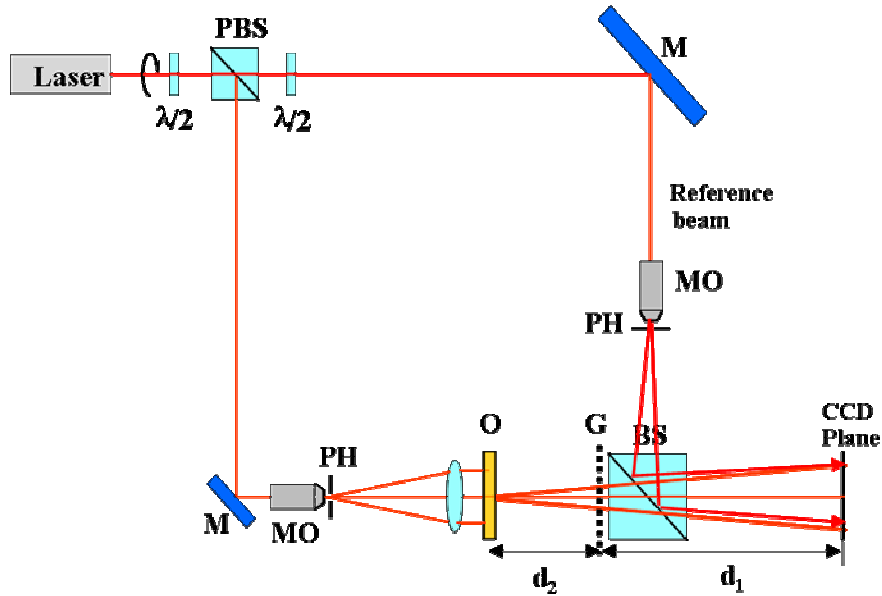 PBS
M
Laser
λ/2
λ/2
Reference
beam
MO
PH
O
G
BS
CCD
Plane
PH
M
MO
d₂
d₁